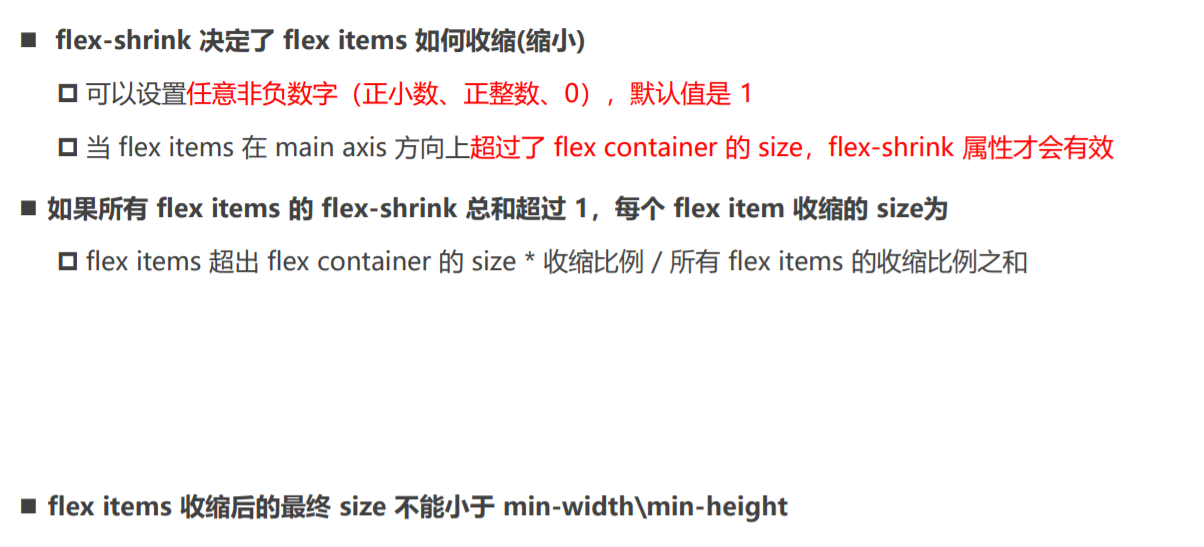 ■ flex-shrink 决定了 flex items 如何收缩(缩小)
□ 可以设置任意非负数字（正小数、正整数、0），默认值是 1
□ 当 flex items 在 main axis 方向上超过了 flex container 的 size，flex-shrink 属性才会有效
■ 如果所有 flex items 的 flex-shrink 总和超过 1，每个 flex item 收缩的 size为
□ flex items 超出 flex container 的 size * 收缩比例 / 所有 flex items 的收缩比例之和
■ flex items 收缩后的最终 size 不能小于 min-width\min-height